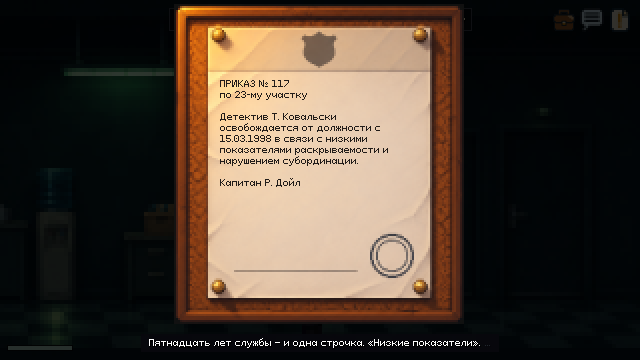 ПРИКАЗ № 117
по 23-му участку
Детектив Т. Ковальски
освобождается от должности с
15.03.1998 в связи с низкими
показателями раскрываемости и
нарушением субординации.
Капитан Р. Дойл
Пятнадцать лет службы – и одна строчка. «Низкие показатели».